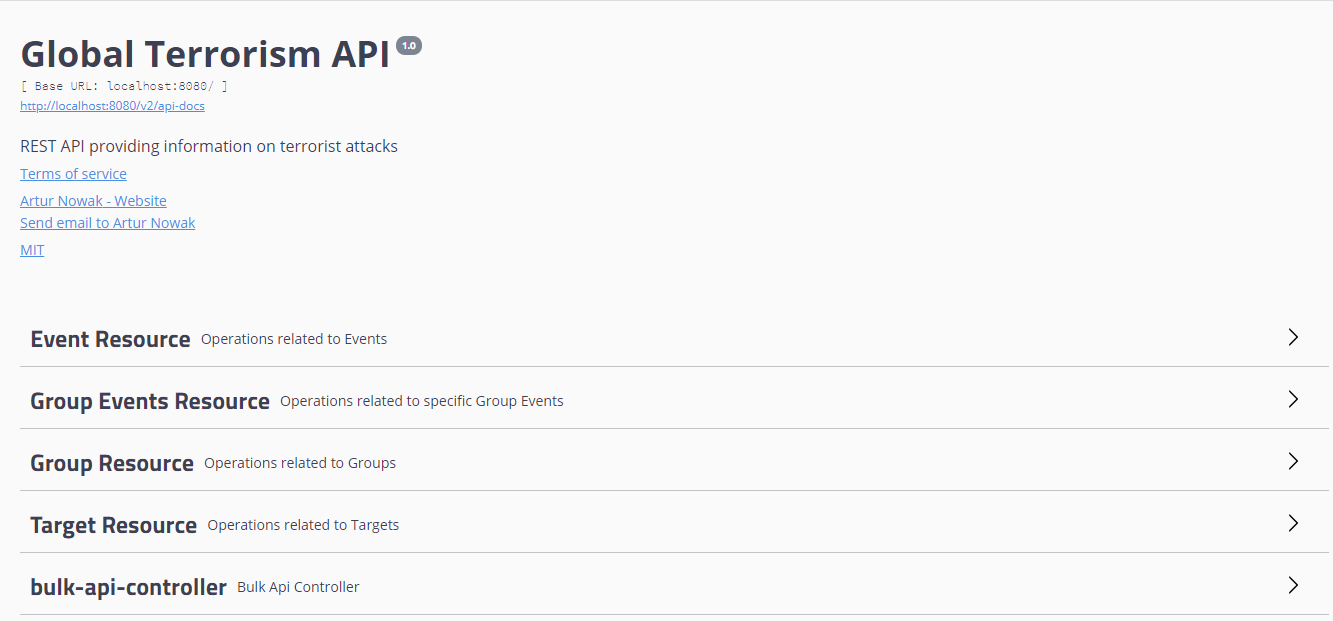 Global Terrorism API 1.0
[ Base URL: localhost:8080/ ]
http://localhost:8080/v2/api-docs
REST API providing information on terrorist attacks
Terms of service
Artur Nowak - Website
Send email to Artur Nowak
MIT
Event Resource Operations related to Events
Group Events Resource Operations related to specific Group Events
Group Resource Operations related to Groups
Target Resource Operations related to Targets
bulk-api-controller Bulk Api Controller